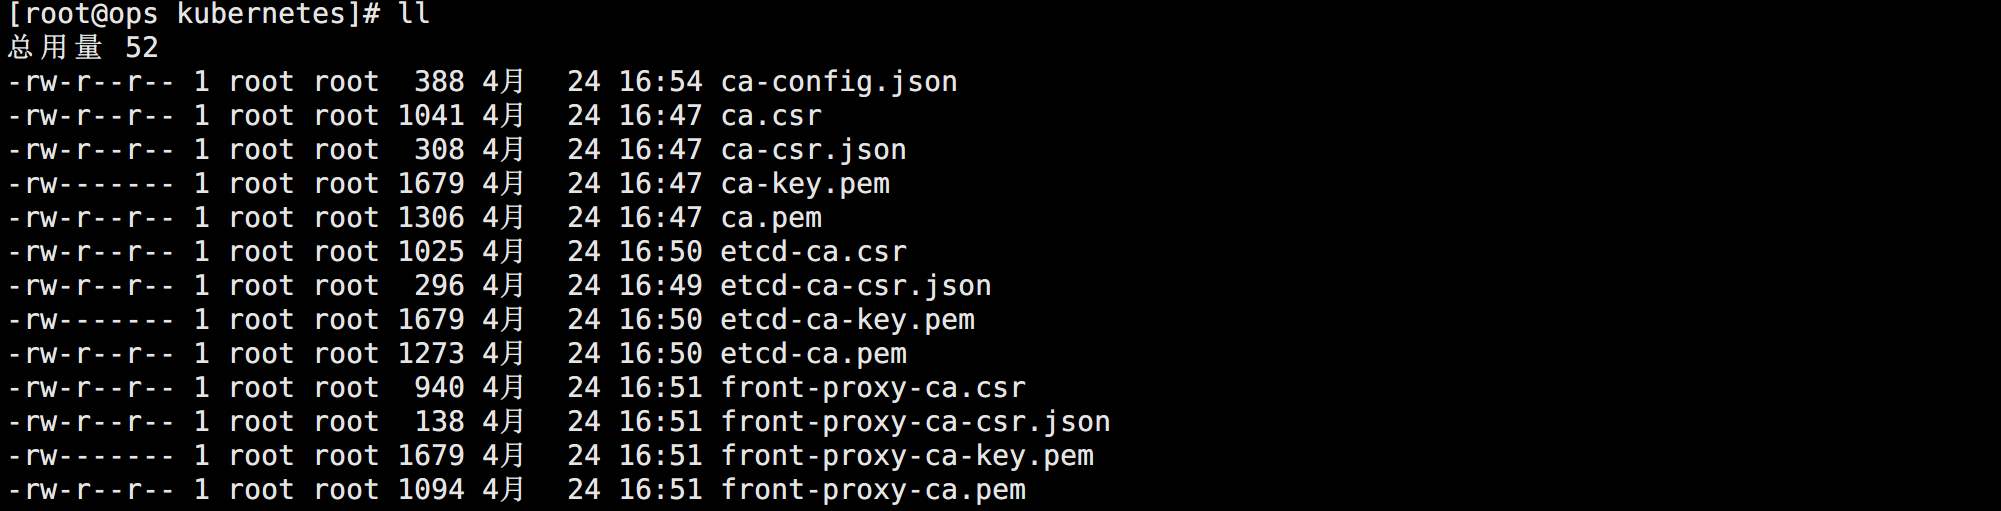 [root@ops kubernetes]# ll
总用量 52
-rw-r--r-- 1 root root  388 4月  24 16:54 ca-config.json
-rw-r--r-- 1 root root 1041 4月  24 16:47 ca.csr
-rw-r--r-- 1 root root  308 4月  24 16:47 ca-csr.json
-rw------- 1 root root 1679 4月  24 16:47 ca-key.pem
-rw-r--r-- 1 root root 1306 4月  24 16:47 ca.pem
-rw-r--r-- 1 root root 1025 4月  24 16:50 etcd-ca.csr
-rw-r--r-- 1 root root  296 4月  24 16:49 etcd-ca-csr.json
-rw------- 1 root root 1679 4月  24 16:50 etcd-ca-key.pem
-rw-r--r-- 1 root root 1273 4月  24 16:50 etcd-ca.pem
-rw-r--r-- 1 root root  940 4月  24 16:51 front-proxy-ca.csr
-rw-r--r-- 1 root root  138 4月  24 16:51 front-proxy-ca-csr.json
-rw------- 1 root root 1679 4月  24 16:51 front-proxy-ca-key.pem
-rw-r--r-- 1 root root 1094 4月  24 16:51 front-proxy-ca.pem